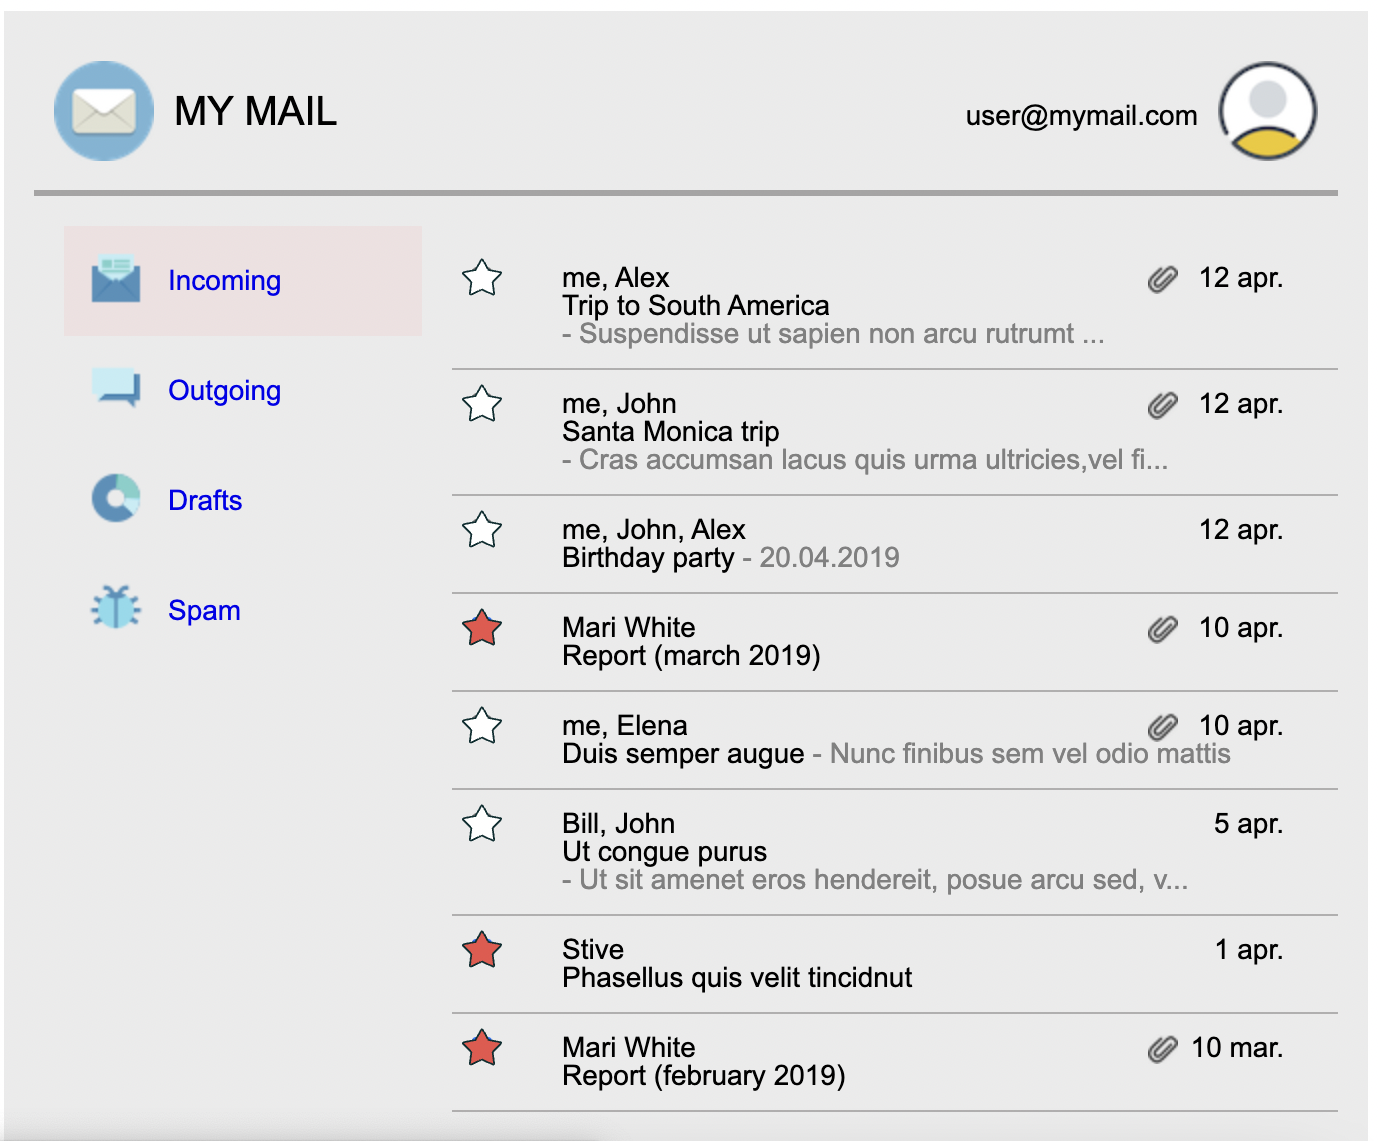 MY MAIL
user@mymail.com
Incoming
Outgoing
Drafts
Spam
me, Alex 12 apr.
Trip to South America
- Suspendisse ut sapien non arcu rutrumt ...
me, John 12 apr.
Santa Monica trip
- Cras accumsan lacus quis urma ultricies,vel fi...
me, John, Alex 12 apr.
Birthday party - 20.04.2019
Mari White 10 apr.
Report (march 2019)
me, Elena 10 apr.
Duis semper augue - Nunc finibus sem vel odio mattis
Bill, John 5 apr.
Ut congue purus
- Ut sit amenet eros hendereit, posue arcu sed, v...
Stive 1 apr.
Phasellus quis velit tincidnut
Mari White 10 mar.
Report (february 2019)